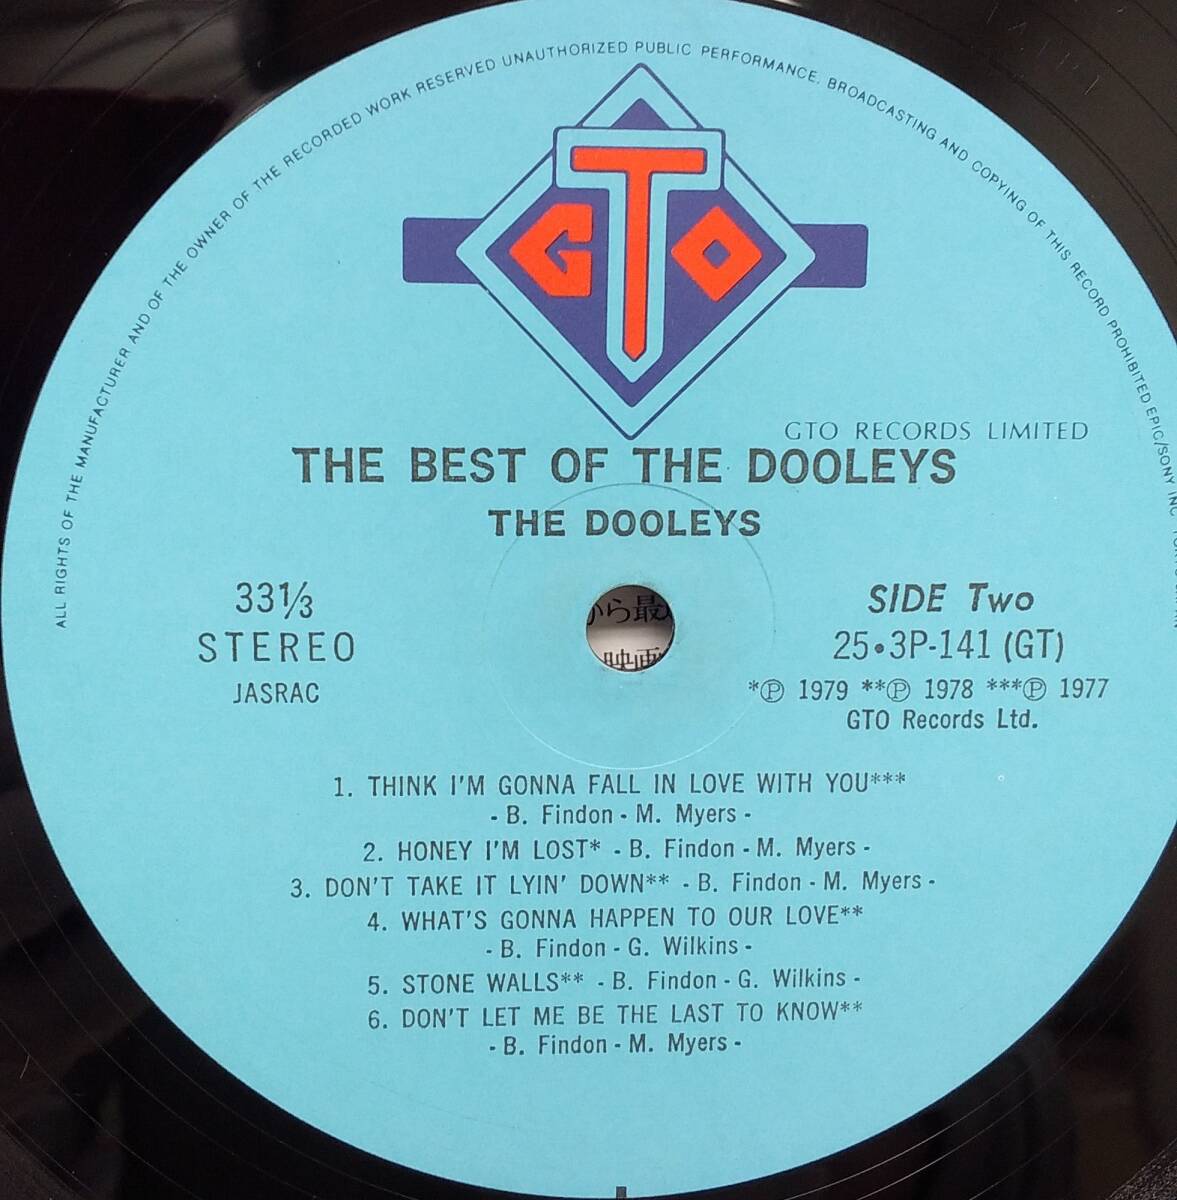 ALL RIGHTS OF THE MANUFACTURER AND OF THE OWNER OF THE RECORDED WORK RESERVED UNAUTHORIZED PUBLIC PERFORMANCE. BROADCASTING AND COPYING OF THIS RECORD PROHIBITED EPIC/SONY INC
GTO
GTO RECORDS LIMITED
THE BEST OF THE DOOLEYS
THE DOOLEYS
33⅓
STEREO
JASRAC
SIDE Two
25•3P-141 (GT)
*Ⓟ 1979 **Ⓟ 1978 ***Ⓟ 1977
GTO Records Ltd.
から最
映画
1. THINK I'M GONNA FALL IN LOVE WITH YOU***
- B. Findon - M. Myers -
2. HONEY I'M LOST* - B. Findon - M. Myers -
3. DON'T TAKE IT LYIN' DOWN** - B. Findon - M. Myers -
4. WHAT'S GONNA HAPPEN TO OUR LOVE**
- B. Findon - G. Wilkins -
5. STONE WALLS** - B. Findon - G. Wilkins -
6. DON'T LET ME BE THE LAST TO KNOW**
- B. Findon - M. Myers -